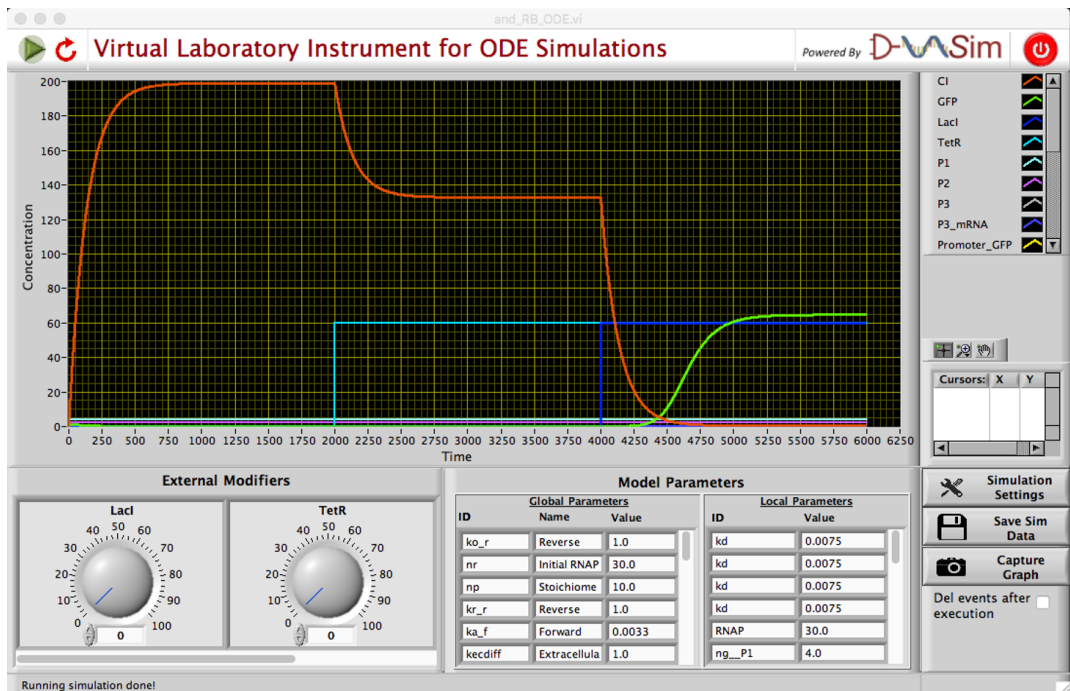 and_RB_ODE.vi
Virtual Laboratory Instrument for ODE Simulations
Powered By D-VASim
Concentration
200
180
160
140
120
100
80
60
40
20
0
0 250 500 750 1000 1250 1500 1750 2000 2250 2500 2750 3000 3250 3500 3750 4000 4250 4500 4750 5000 5250 5500 5750 6000 6250
Time
CI
GFP
LacI
TetR
P1
P2
P3
P3_mRNA
Promoter_GFP
Cursors: X Y
External Modifiers
LacI
0 10 20 30 40 50 60 70 80 90 100
0
TetR
0 10 20 30 40 50 60 70 80 90 100
0
Model Parameters
Global Parameters
ID Name Value
ko_r Reverse 1.0
nr Initial RNAP 30.0
np Stoichiome 10.0
kr_r Reverse 1.0
ka_f Forward 0.0033
kecdiff Extracellula 1.0
Local Parameters
ID Value
kd 0.0075
kd 0.0075
kd 0.0075
kd 0.0075
RNAP 30.0
ng__P1 4.0
Simulation
Settings
Save Sim
Data
Capture
Graph
Del events after
execution
Running simulation done!